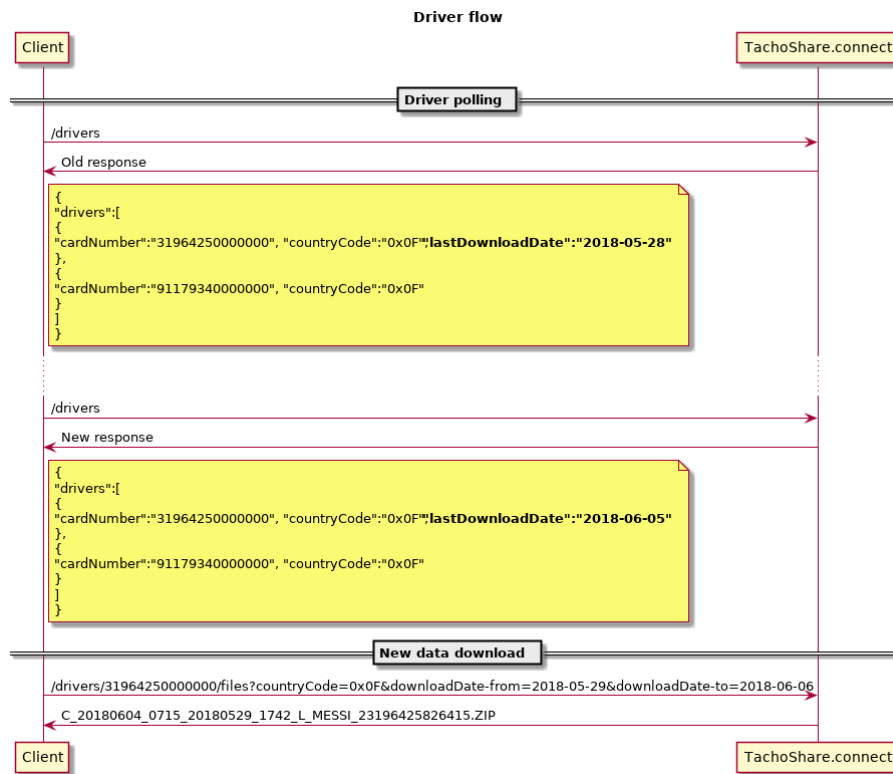 Driver flow
Client
TachoShare.connect
Driver polling
/drivers
Old response
{
"drivers":[
{
"cardNumber":"31964250000000", "countryCode":"0x0F","lastDownloadDate":"2018-05-28"
},
{
"cardNumber":"91179340000000", "countryCode":"0x0F"
}
]
}
/drivers
New response
{
"drivers":[
{
"cardNumber":"31964250000000", "countryCode":"0x0F""lastDownloadDate":"2018-06-05"
},
{
"cardNumber":"91179340000000", "countryCode":"0x0F"
}
]
}
New data download
/drivers/31964250000000/files?countryCode=0x0F&downloadDate-from=2018-05-29&downloadDate-to=2018-06-06
C_20180604_0715_20180529_1742_L_MESSI_23196425826415.ZIP
Client
TachoShare.connect